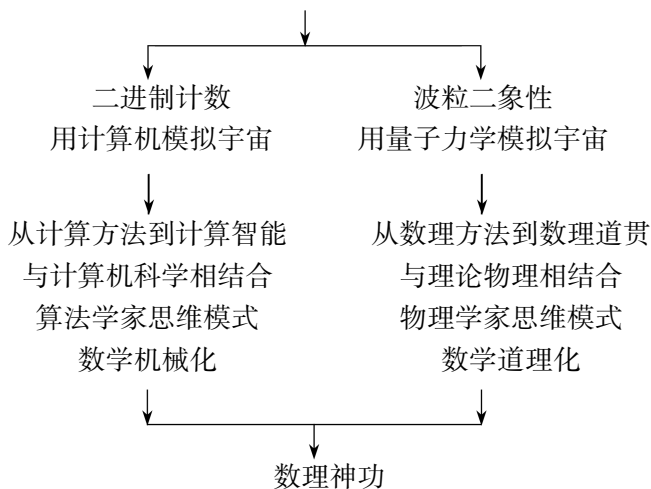 二进制计数
用计算机模拟宇宙
波粒二象性
用量子力学模拟宇宙
从计算方法到计算智能
与计算机科学相结合
算法学家思维模式
数学机械化
从数理方法到数理道贯
与理论物理相结合
物理学家思维模式
数学道理化
数理神功